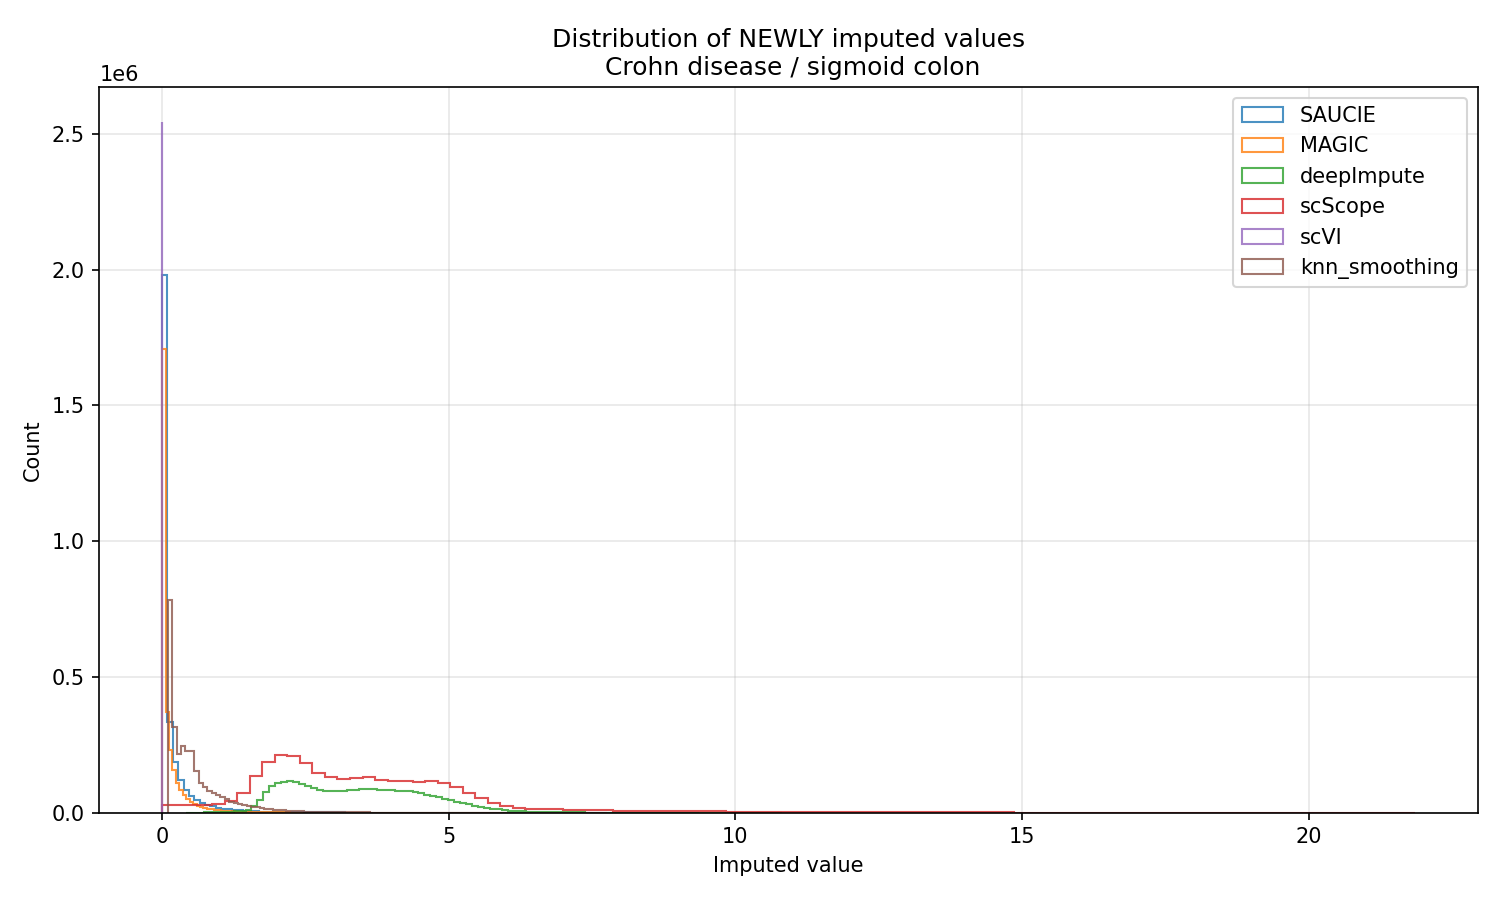 Distribution of NEWLY imputed values
Crohn disease / sigmoid colon
1e6
2.5
2.0
1.5
1.0
0.5
0.0
Count
SAUCIE
MAGIC
deepImpute
scScope
scVI
knn_smoothing
0
5
10
15
20
Imputed value